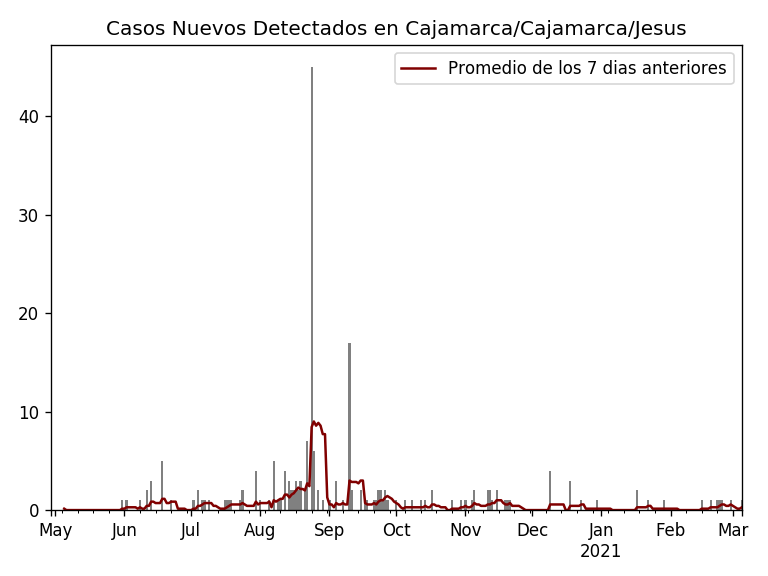 Casos Nuevos Detectados en Cajamarca/Cajamarca/Jesus
Promedio de los 7 dias anteriores
40
30
20
10
0
May Jun Jul Aug Sep Oct Nov Dec Jan Feb Mar
2021